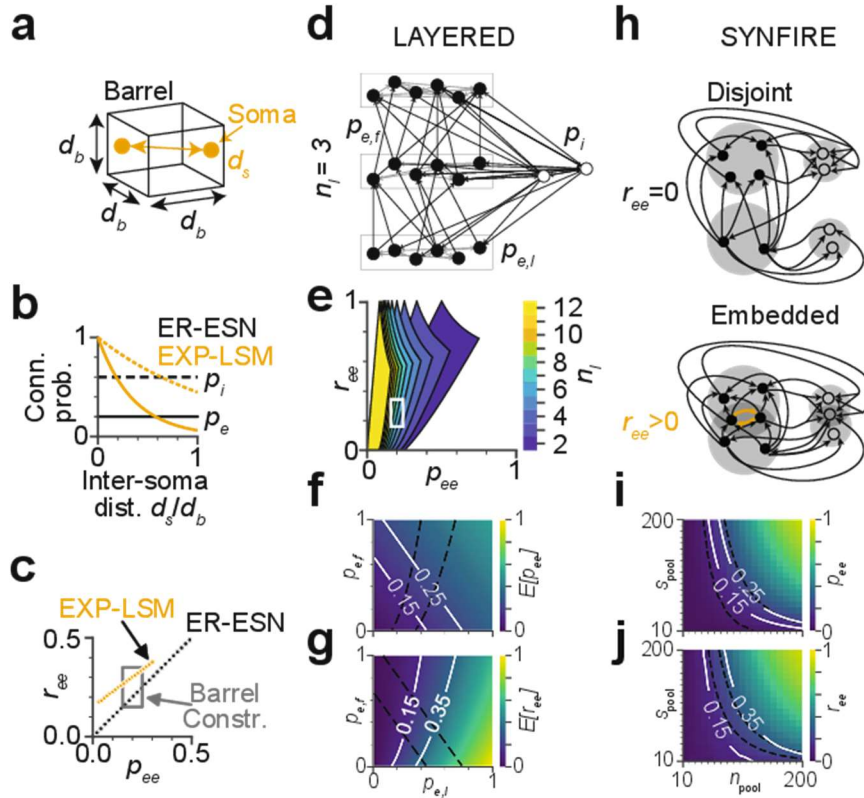 a
Barrel
Soma
d_b
d_s
d_b
d_b
b
ER-ESN
EXP-LSM
1
Conn.
prob.
p_i
p_e
0
0
1
Inter-soma
dist. d_s/d_b
c
EXP-LSM
ER-ESN
0.5
r_ee
Barrel
Constr.
0.0
0
0.5
p_ee
d
LAYERED
p_e,f
n_l = 3
p_i
p_e,l
e
1
r_ee
0
0
1
p_ee
12
10
8
6
4
2
n_l
f
1
p_ef
0
0.15
0.25
1
E[p_ee]
0
g
1
p_e,f
0
0.15
0.35
1
E[r_ee]
0
0
1
p_e,l
h
SYNFIRE
Disjoint
r_ee=0
Embedded
r_ee>0
i
200
s_pool
10
0.25
0.15
1
p_ee
0
j
200
s_pool
10
0.35
0.15
1
r_ee
0
10
200
n_pool